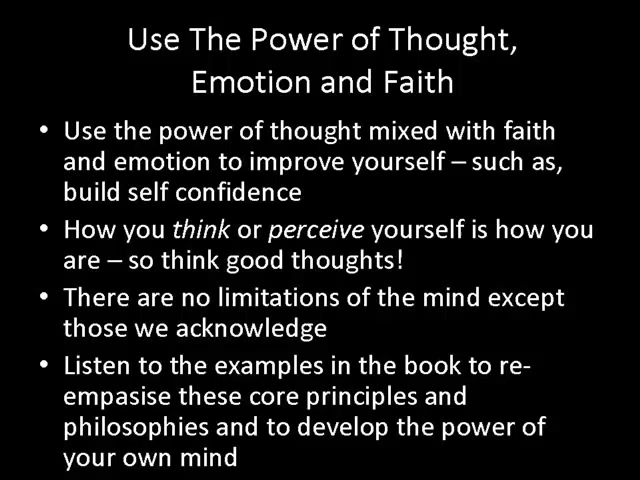 Use The Power of Thought,
Emotion and Faith
• Use the power of thought mixed with faith
and emotion to improve yourself – such as,
build self confidence
• How you think or perceive yourself is how you
are – so think good thoughts!
• There are no limitations of the mind except
those we acknowledge
• Listen to the examples in the book to re-
empasise these core principles and
philosophies and to develop the power of
your own mind